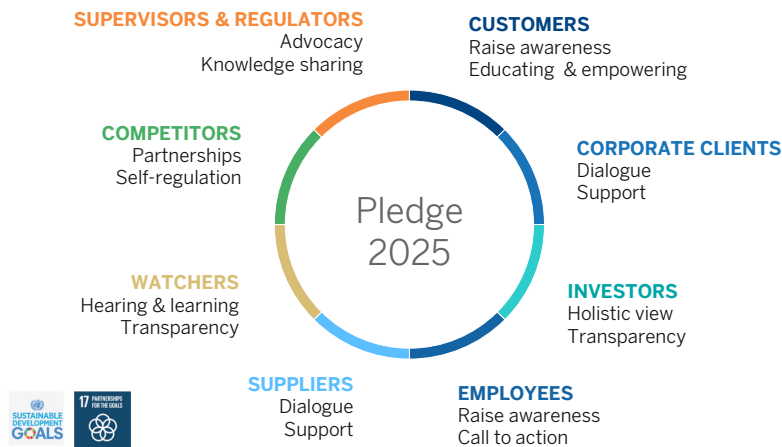 SUPERVISORS & REGULATORS
Advocacy
Knowledge sharing
CUSTOMERS
Raise awareness
Educating & empowering
COMPETITORS
Partnerships
Self-regulation
CORPORATE CLIENTS
Dialogue
Support
Pledge
2025
WATCHERS
Hearing & learning
Transparency
INVESTORS
Holistic view
Transparency
SUPPLIERS
Dialogue
Support
EMPLOYEES
Raise awareness
Call to action
SUSTAINABLE
DEVELOPMENT
GOALS
17 PARTNERSHIPS
FOR THE GOALS